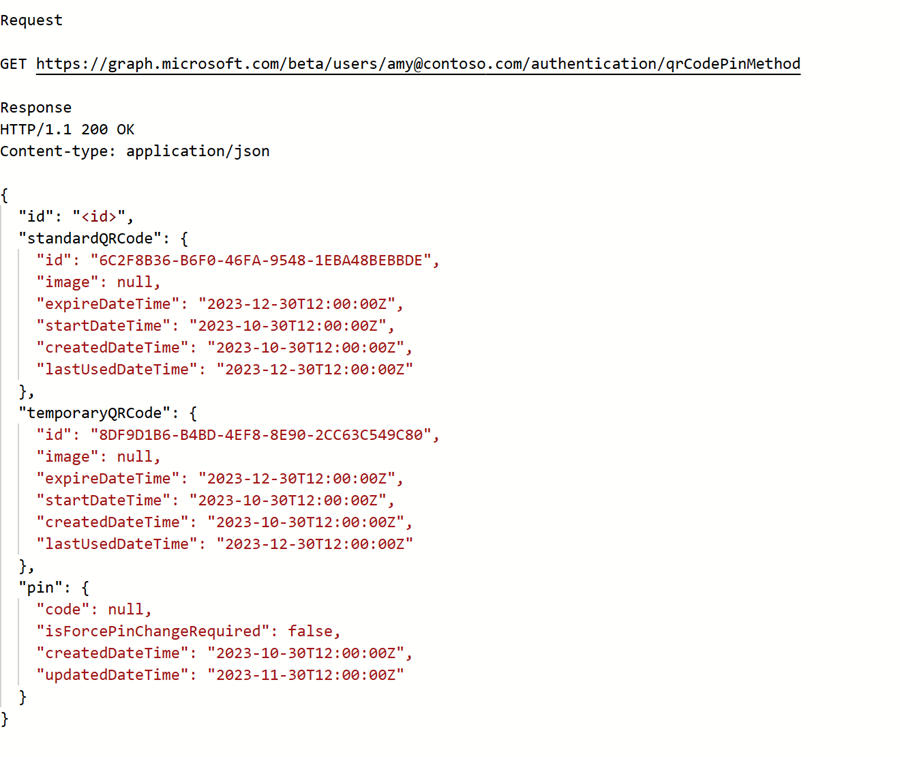 Request
GET https://graph.microsoft.com/beta/users/amy@contoso.com/authentication/qrCodePinMethod
Response
HTTP/1.1 200 OK
Content-type: application/json
{
"id": "<id>",
"standardQRCode": {
"id": "6C2F8B36-B6F0-46FA-9548-1EBA48BEBBDE",
"image": null,
"expireDateTime": "2023-12-30T12:00:00Z",
"startDateTime": "2023-10-30T12:00:00Z",
"createdDateTime": "2023-10-30T12:00:00Z",
"lastUsedDateTime": "2023-12-30T12:00:00Z"
},
"temporaryQRCode": {
"id": "8DF9D1B6-B4BD-4EF8-8E90-2CC63C549C80",
"image": null,
"expireDateTime": "2023-12-30T12:00:00Z",
"startDateTime": "2023-10-30T12:00:00Z",
"createdDateTime": "2023-10-30T12:00:00Z",
"lastUsedDateTime": "2023-12-30T12:00:00Z"
},
"pin": {
"code": null,
"isForcePinChangeRequired": false,
"createdDateTime": "2023-10-30T12:00:00Z",
"updatedDateTime": "2023-11-30T12:00:00Z"
}
}